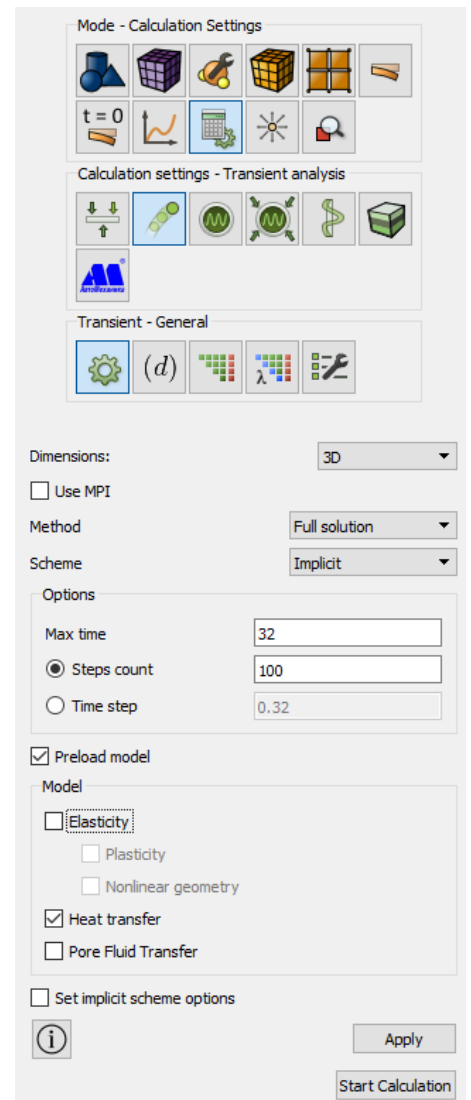 Mode - Calculation Settings
t = 0
Calculation settings - Transient analysis
АвтоМеханика
Transient - General
(d)
λ
Dimensions: 3D
Use MPI
Method Full solution
Scheme Implicit
Options
Max time 32
Steps count 100
Time step 0.32
Preload model
Model
Elasticity
Plasticity
Nonlinear geometry
Heat transfer
Pore Fluid Transfer
Set implicit scheme options
i Apply
Start Calculation